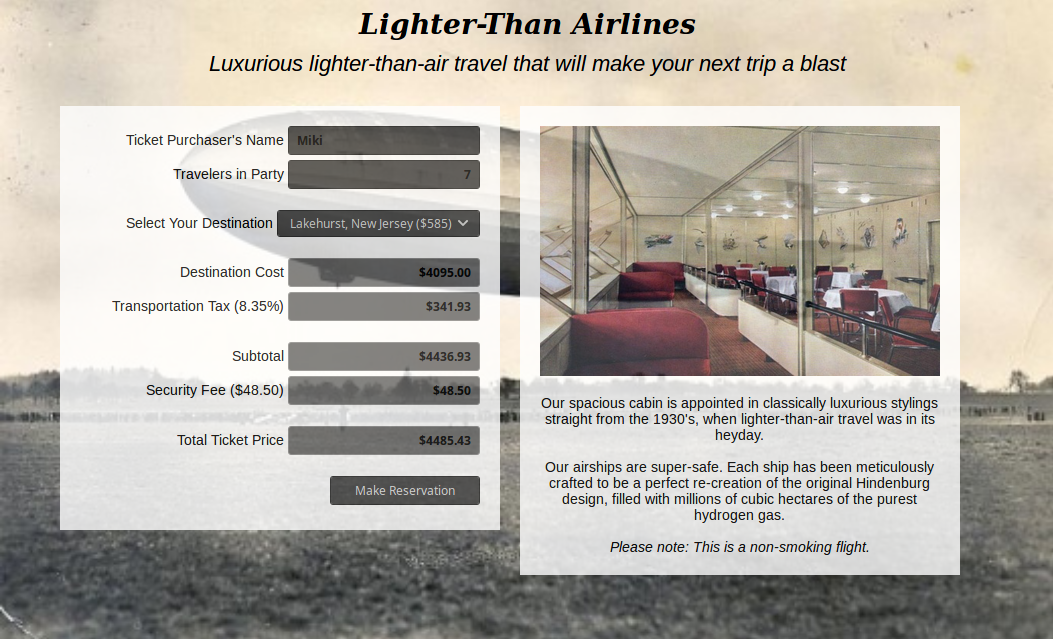 Lighter-Than Airlines
Luxurious lighter-than-air travel that will make your next trip a blast
Ticket Purchaser's Name Miki
Travelers in Party 7
Select Your Destination Lakehurst, New Jersey ($585)
Destination Cost $4095.00
Transportation Tax (8.35%) $341.93
Subtotal $4436.93
Security Fee ($48.50) $48.50
Total Ticket Price $4485.43
Make Reservation
Our spacious cabin is appointed in classically luxurious stylings
straight from the 1930's, when lighter-than-air travel was in its
heyday.
Our airships are super-safe. Each ship has been meticulously
crafted to be a perfect re-creation of the original Hindenburg
design, filled with millions of cubic hectares of the purest
hydrogen gas.
Please note: This is a non-smoking flight.